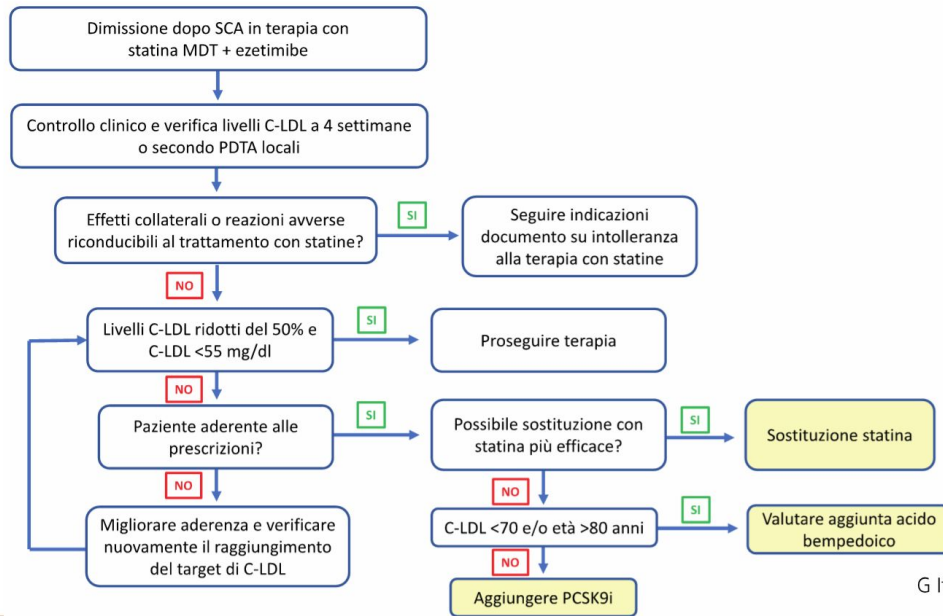 Dimissione dopo SCA in terapia con
statina MDT + ezetimibe
Controllo clinico e verifica livelli C-LDL a 4 settimane
o secondo PDTA locali
Effetti collaterali o reazioni avverse
riconducibili al trattamento con statine?
SI
Seguire indicazioni
documento su intolleranza
alla terapia con statine
NO
Livelli C-LDL ridotti del 50% e
C-LDL <55 mg/dl
SI
Proseguire terapia
NO
Paziente aderente alle
prescrizioni?
SI
Possibile sostituzione con
statina più efficace?
SI
Sostituzione statina
NO
Migliorare aderenza e verificare
nuovamente il raggiungimento
del target di C-LDL
NO
C-LDL <70 e/o età >80 anni
SI
Valutare aggiunta acido
bempedoico
NO
Aggiungere PCSK9i
G